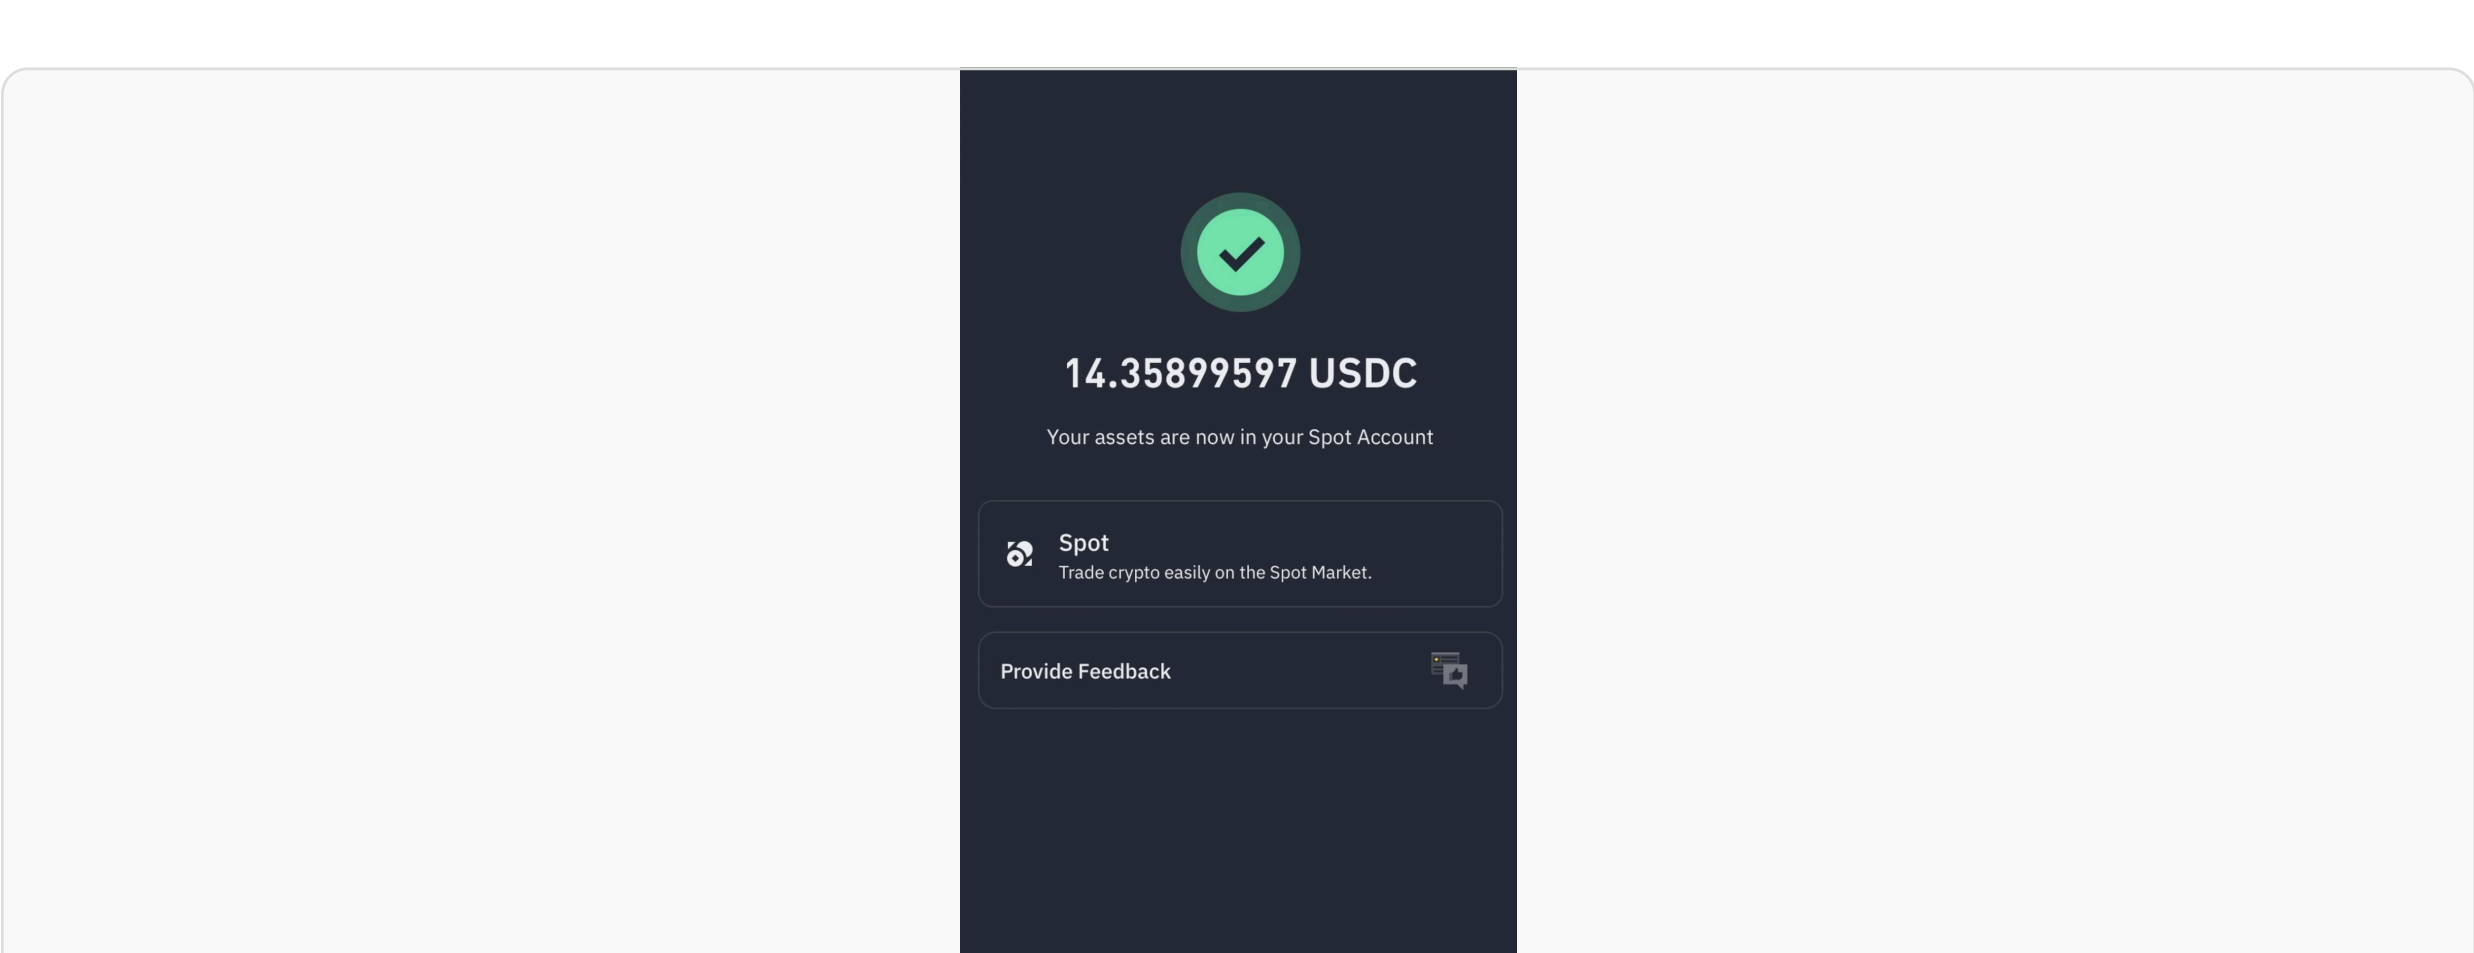 14.35899597 USDC
Your assets are now in your Spot Account
Spot
Trade crypto easily on the Spot Market.
Provide Feedback